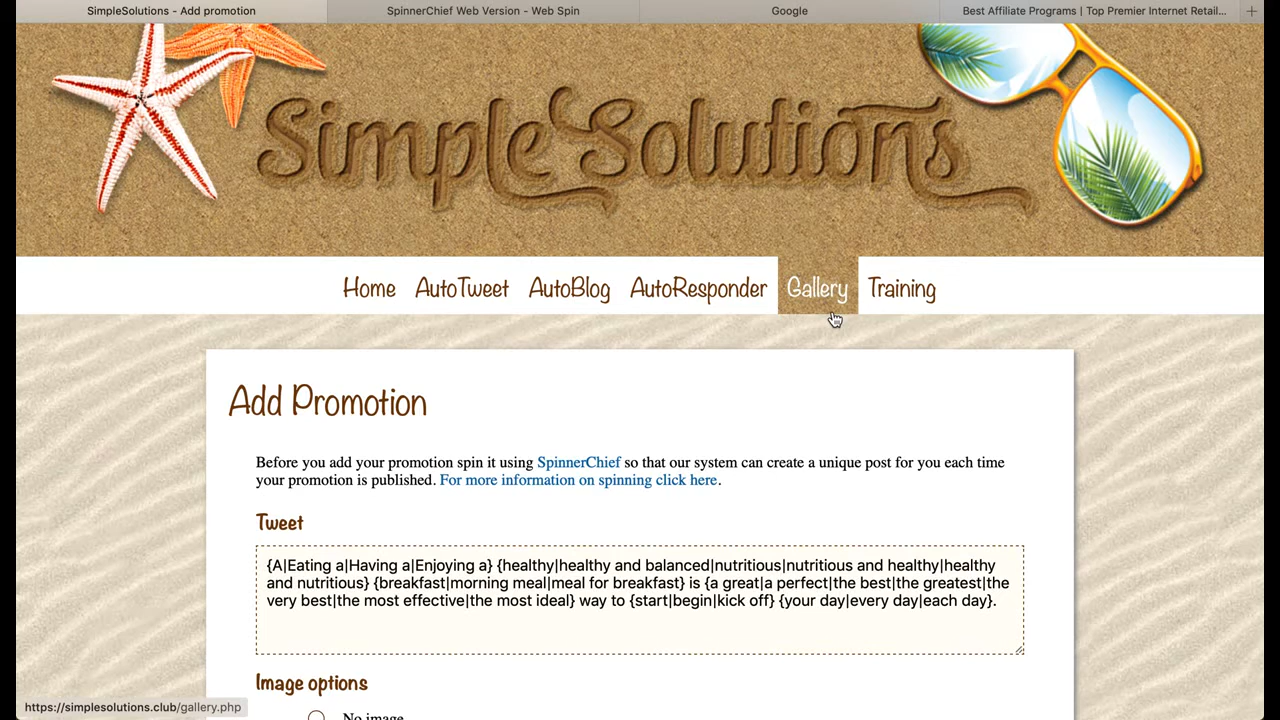 SimpleSolutions - Add promotion
SpinnerChief Web Version - Web Spin
Google
Best Affiliate Programs | Top Premier Internet Retail...
Simple Solutions
Home
AutoTweet
AutoBlog
AutoResponder
Gallery
Training
Add Promotion
Before you add your promotion spin it using SpinnerChief so that our system can create a unique post for you each time
your promotion is published. For more information on spinning click here.
Tweet
{A|Eating a|Having a|Enjoying a} {healthy|healthy and balanced|nutritious|nutritious and healthy|healthy
and nutritious} {breakfast|morning meal|meal for breakfast} is {a great|a perfect|the best|the greatest|the
very best|the most effective|the most ideal} way to {start|begin|kick off} {your day|every day|each day}.
Image options
No image
https://simplesolutions.club/gallery.php